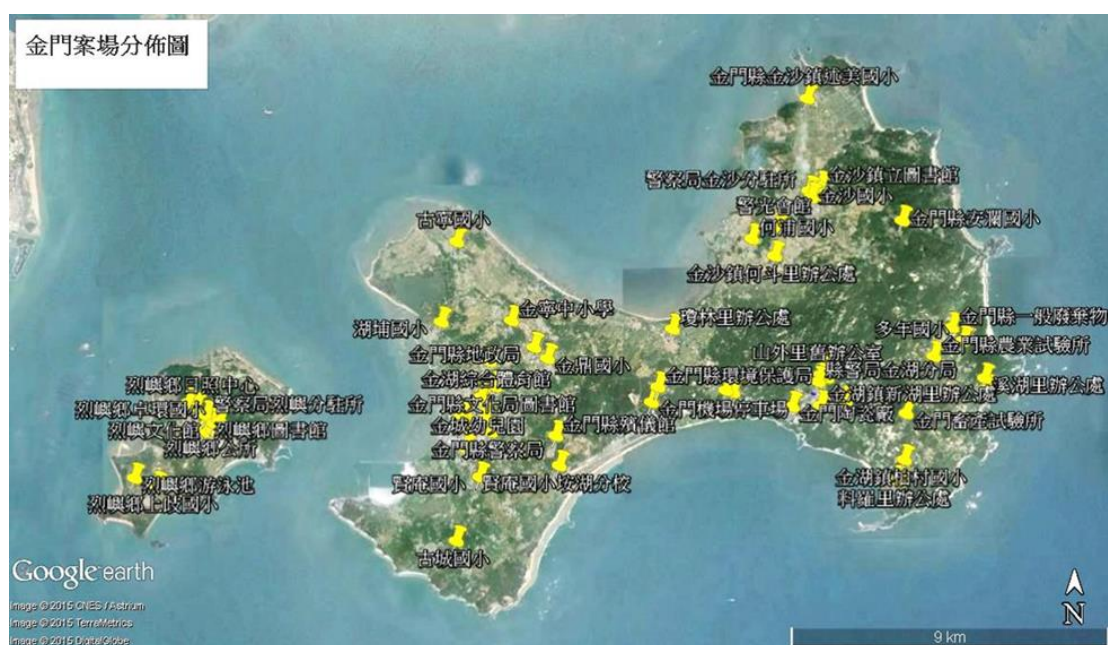 金門案場分佈圖
金門縣金沙鎮述美國小
警察局金沙分駐所
金沙鎮立圖書館
金沙國小
警光會館
金門縣安瀾國小
何浦國小
古寧國小
金沙鎮何斗里辦公處
金寧中小學
湖埔國小
瓊林里辦公處
金門縣一般廢棄物
多年國小
金門縣地政局
金鼎國小
山外里舊辦公室
金門縣農業試驗所
金湖綜合體育館
金門縣環境保護局
縣警局金湖分局
溪湖里辦公處
烈嶼鄉日照中心
金門縣文化局圖書館
金門機場停車場
金湖鎮新湖里辦公處
烈嶼鄉卓環國小
警察局烈嶼分駐所
金門陶瓷廠
金門畜產試驗所
烈嶼文化館
烈嶼鄉圖書館
金城幼兒園
金門縣殯儀館
烈嶼鄉公所
金門縣警察局
烈嶼鄉游泳池
賢庵國小
賢庵國小垵湖分校
金湖鎮柏村國小
烈嶼鄉上岐國小
料羅里辦公處
古城國小
Google earth
Image © 2015 CNES / Astrium
Image © 2015 TerraMetrics
Image © 2015 DigitalGlobe
N
9 km